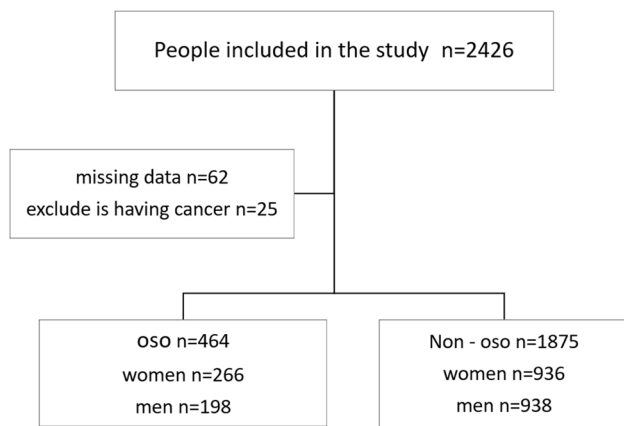 People included in the study n=2426
missing data n=62
exclude is having cancer n=25
oso n=464
women n=266
men n=198
Non - oso n=1875
women n=936
men n=938